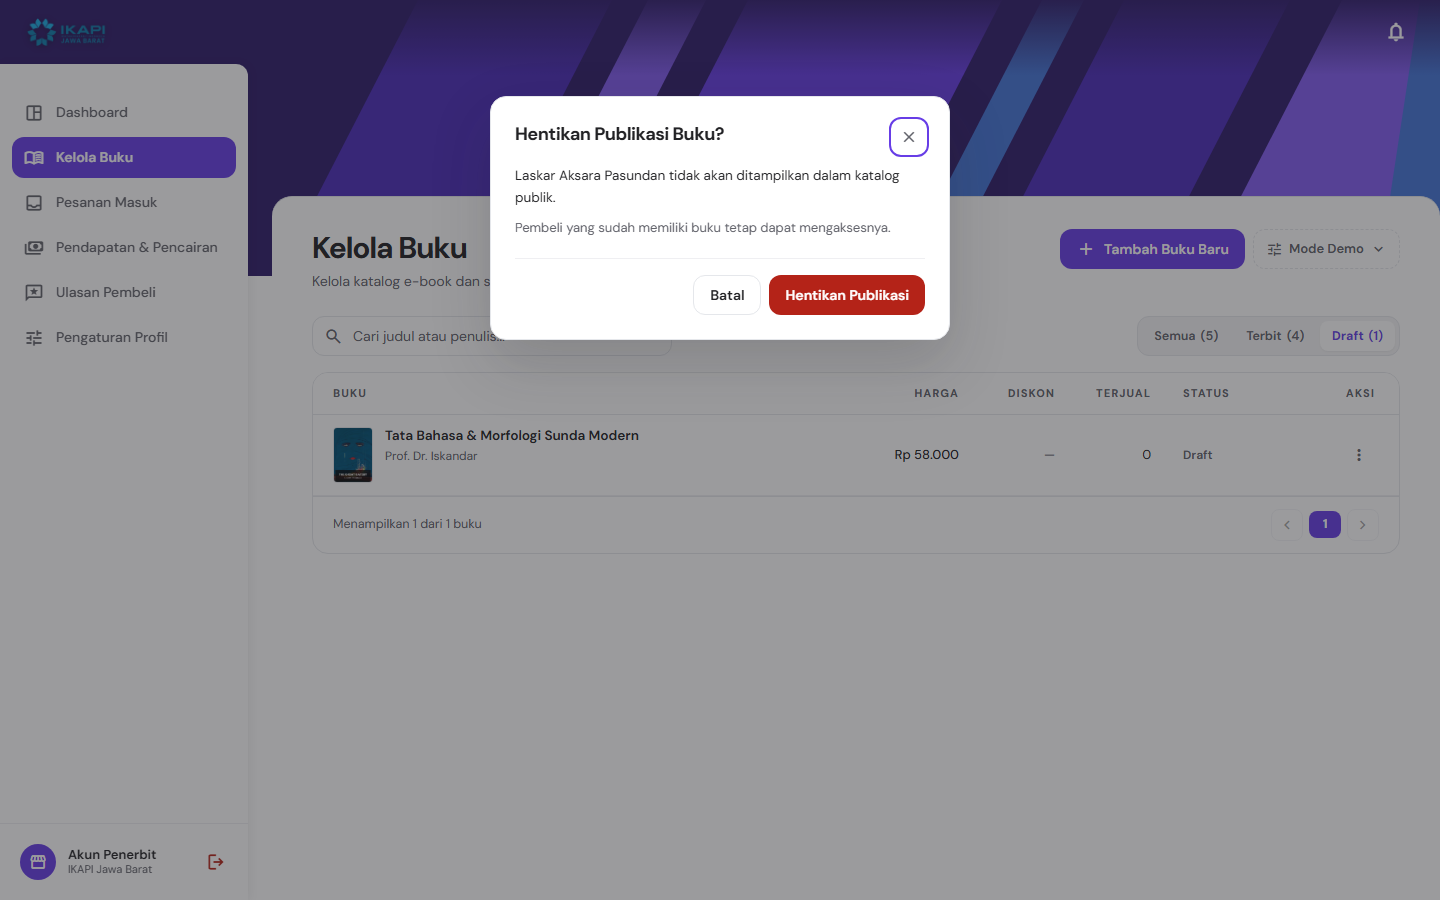 IKAPI
JAWA BARAT
Dashboard
Kelola Buku
Pesanan Masuk
Pendapatan & Pencairan
Ulasan Pembeli
Pengaturan Profil
Akun Penerbit
IKAPI Jawa Barat
Hentikan Publikasi Buku?
Laskar Aksara Pasundan tidak akan ditampilkan dalam katalog
publik.
Pembeli yang sudah memiliki buku tetap dapat mengaksesnya.
Batal
Hentikan Publikasi
Kelola Buku
Kelola katalog e-book dan s
Tambah Buku Baru
Mode Demo
Cari judul atau penulis...
Semua (5)
Terbit (4)
Draft (1)
BUKU
HARGA
DISKON
TERJUAL
STATUS
AKSI
Tata Bahasa & Morfologi Sunda Modern
Prof. Dr. Iskandar
Rp 58.000
—
0
Draft
Menampilkan 1 dari 1 buku
1